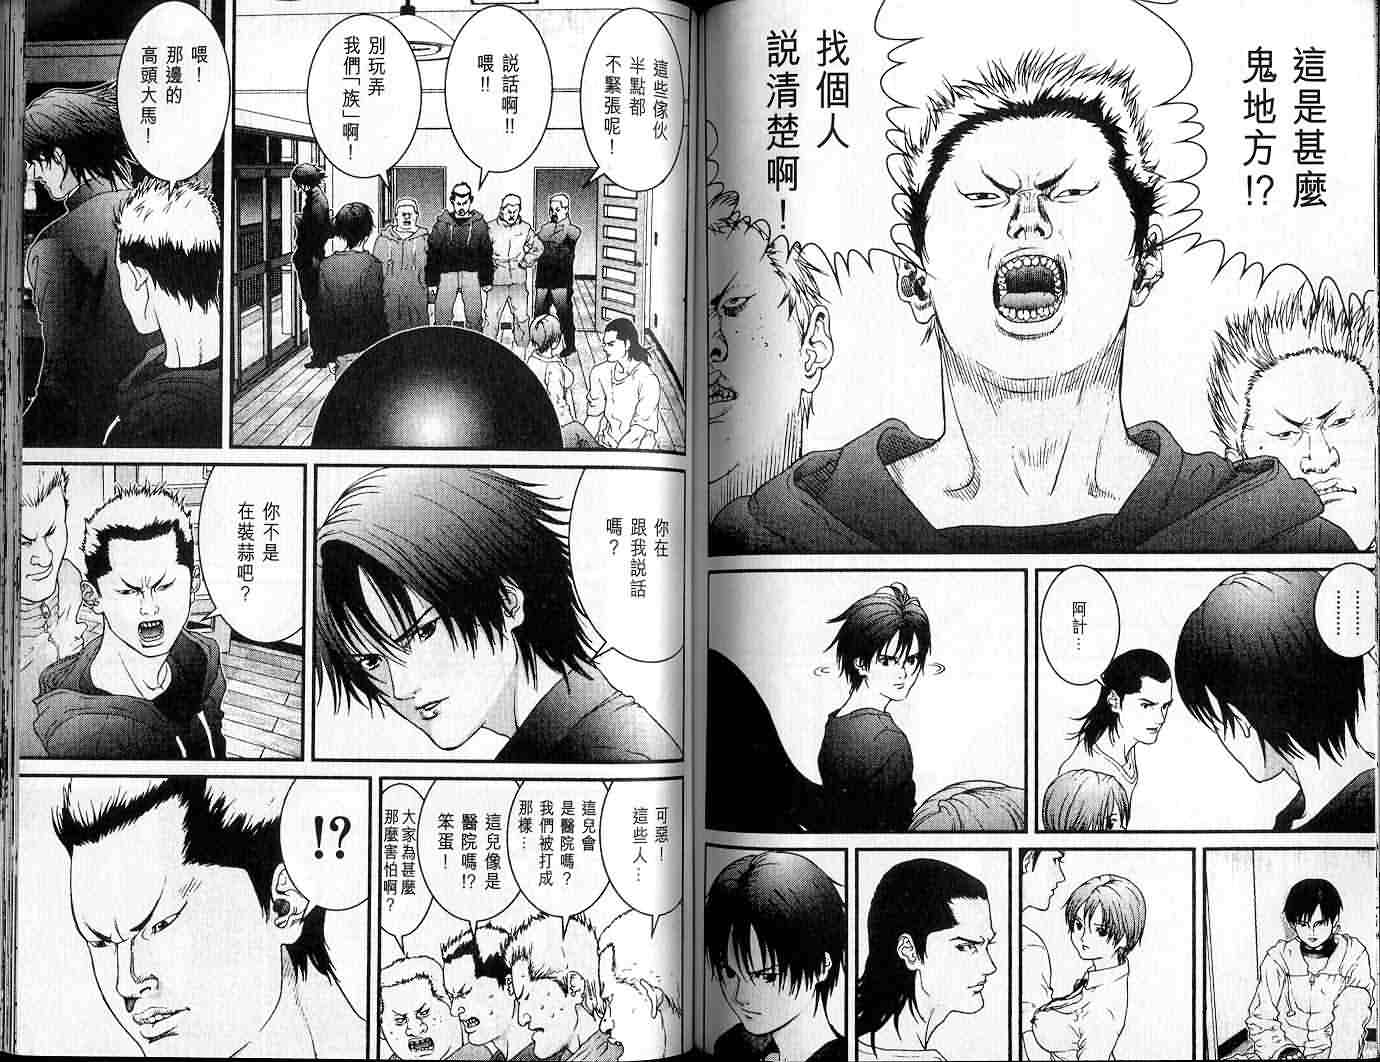 這是甚麼
鬼地方!?
找個人
說清楚啊！
…………
阿計…
這些傢伙
半點都
不緊張呢！
說話啊!!
喂!!
別玩弄
我們「族」啊！
喂！
那邊的
高頭大馬！
你在
跟我說話
嗎？
你不是
在裝蒜吧？
可惡！
這些人…
這兒會
是醫院嗎？
我們被打成
那樣…
這兒像是
醫院嗎!?
笨蛋！
大家為甚麼
那麼害怕啊？
!?